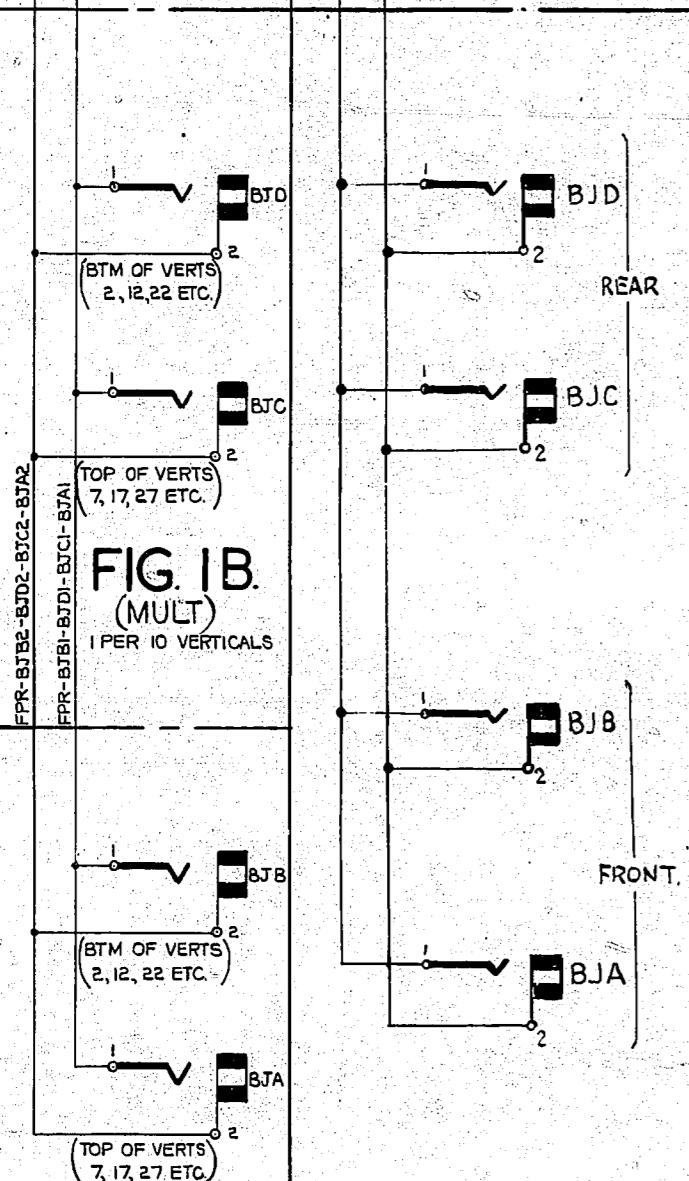 1
BJD
2
(BTM OF VERTS
2, 12, 22 ETC.)
1
BJC
2
(TOP OF VERTS
7, 17, 27 ETC.)
FPR-BJB2-BJD2-BJC2-BJA2
FPR-BJB1-BJD1-BJC1-BJA1
FIG. 1B.
(MULT)
1 PER 10 VERTICALS
1
BJB
2
(BTM OF VERTS
2, 12, 22 ETC.)
1
BJA
2
(TOP OF VERTS
7, 17, 27 ETC.)
1
BJD
2
REAR
1
BJC
2
1
BJB
2
FRONT.
1
BJA
2